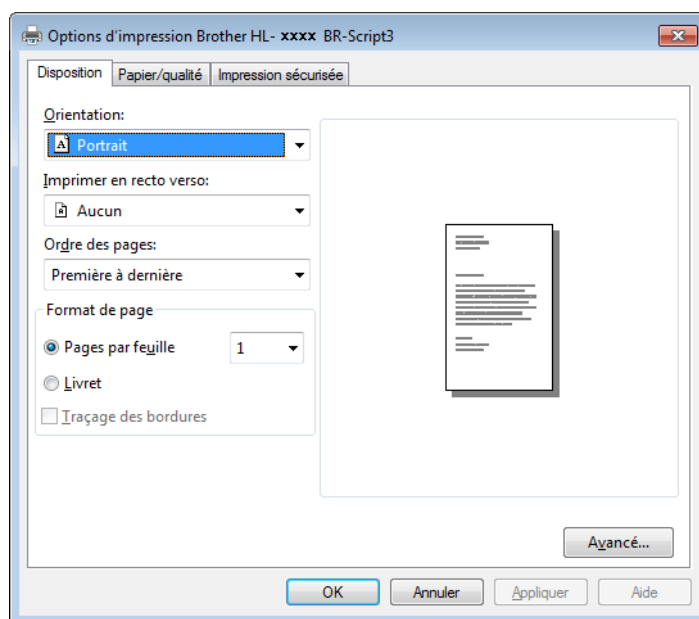 Options d'impression Brother HL- xxxx BR-Script3
Disposition Papier/qualité Impression sécurisée
Orientation:
A Portrait
Imprimer en recto verso:
A Aucun
Ordre des pages:
Première à dernière
Format de page
Pages par feuille 1
Livret
Traçage des bordures
Avancé...
OK Annuler Appliquer Aide